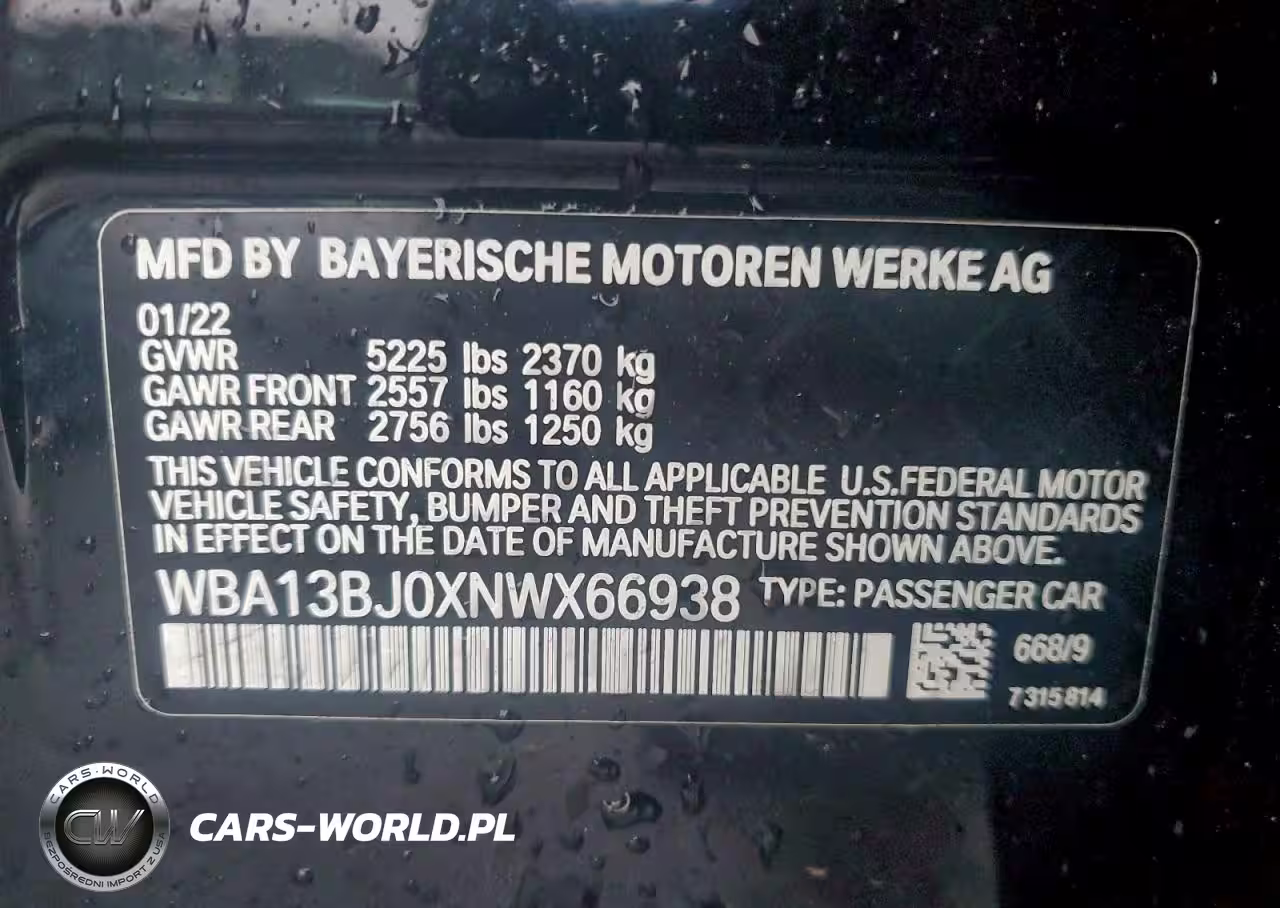 MFD BY BAYERISCHE MOTOREN WERKE AG
01/22
GVWR 5225 lbs 2370 kg
GAWR FRONT 2557 lbs 1160 kg
GAWR REAR 2756 lbs 1250 kg
THIS VEHICLE CONFORMS TO ALL APPLICABLE U.S.FEDERAL MOTOR
VEHICLE SAFETY, BUMPER AND THEFT PREVENTION STANDARDS
IN EFFECT ON THE DATE OF MANUFACTURE SHOWN ABOVE.
WBA13BJ0XNWX66938 TYPE: PASSENGER CAR
668/9
7 315 814
CARS-WORLD
CW
BEZPOŚREDNI IMPORT Z USA
CARS-WORLD.PL